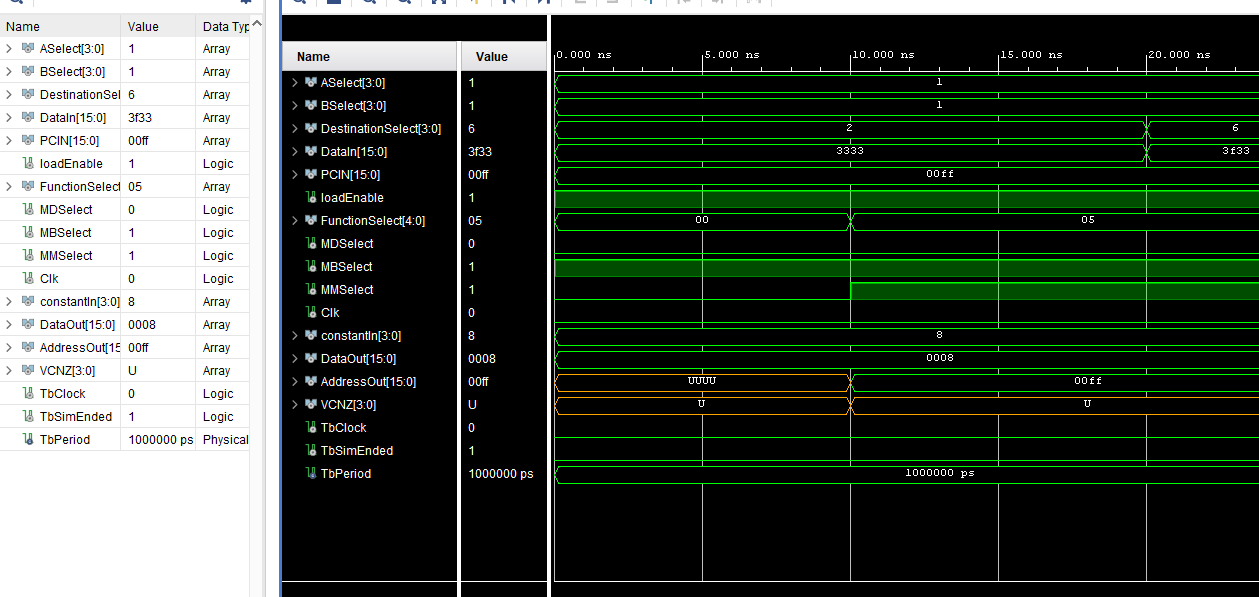 Name Value Data Typ
ASelect[3:0] 1 Array
BSelect[3:0] 1 Array
DestinationSel 6 Array
DataIn[15:0] 3f33 Array
PCIN[15:0] 00ff Array
loadEnable 1 Logic
FunctionSelect 05 Array
MDSelect 0 Logic
MBSelect 1 Logic
MMSelect 1 Logic
Clk 0 Logic
constantIn[3:0] 8 Array
DataOut[15:0] 0008 Array
AddressOut[15 00ff Array
VCNZ[3:0] U Array
TbClock 0 Logic
TbSimEnded 1 Logic
TbPeriod 1000000 ps Physical
Name Value 0.000 ns 5.000 ns 10.000 ns 15.000 ns 20.000 ns
ASelect[3:0] 1 1
BSelect[3:0] 1 1
DestinationSelect[3:0] 6 2 6
DataIn[15:0] 3f33 3333 3f33
PCIN[15:0] 00ff 00ff
loadEnable 1
FunctionSelect[4:0] 05 00 05
MDSelect 0
MBSelect 1
MMSelect 1
Clk 0
constantIn[3:0] 8 8
DataOut[15:0] 0008 0008
AddressOut[15:0] 00ff UUUU 00ff
VCNZ[3:0] U U U
TbClock 0
TbSimEnded 1
TbPeriod 1000000 ps 1000000 ps